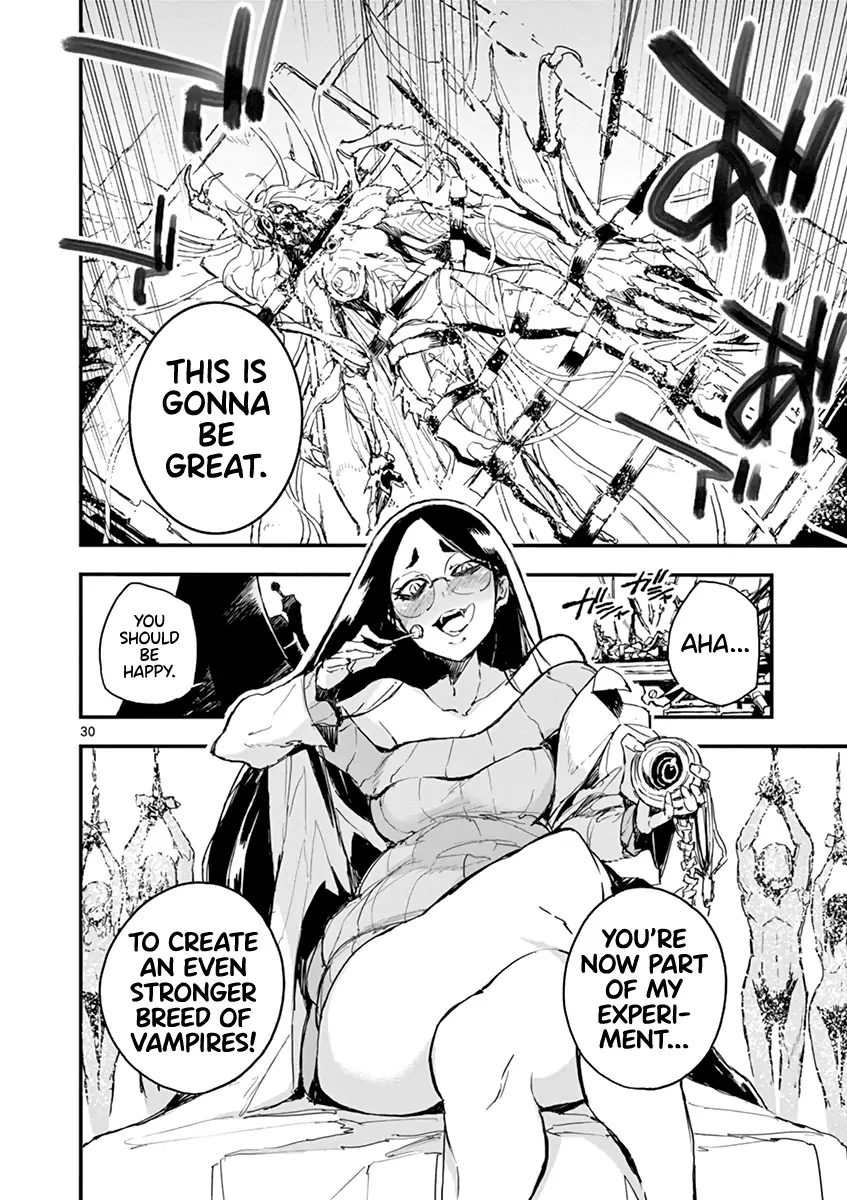 THIS IS
GONNA
BE
GREAT.
AHA...
YOU
SHOULD
BE
HAPPY.
30
YOU'RE
NOW PART
OF MY
EXPERI-
MENT...
TO CREATE
AN EVEN
STRONGER
BREED OF
VAMPIRES!